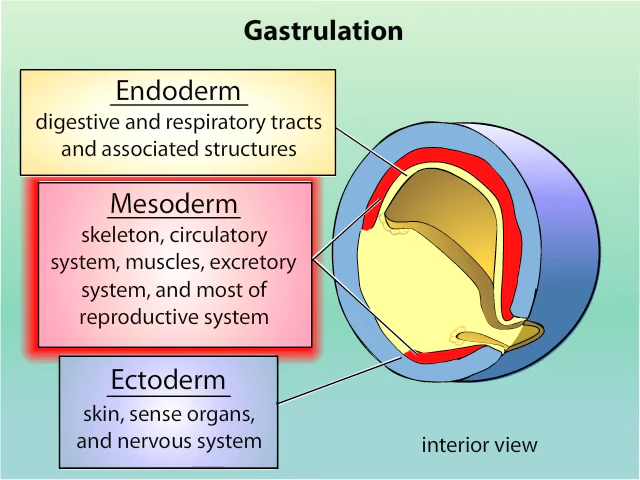 Gastrulation
Endoderm
digestive and respiratory tracts
and associated structures
Mesoderm
skeleton, circulatory
system, muscles, excretory
system, and most of
reproductive system
Ectoderm
skin, sense organs,
and nervous system
interior view